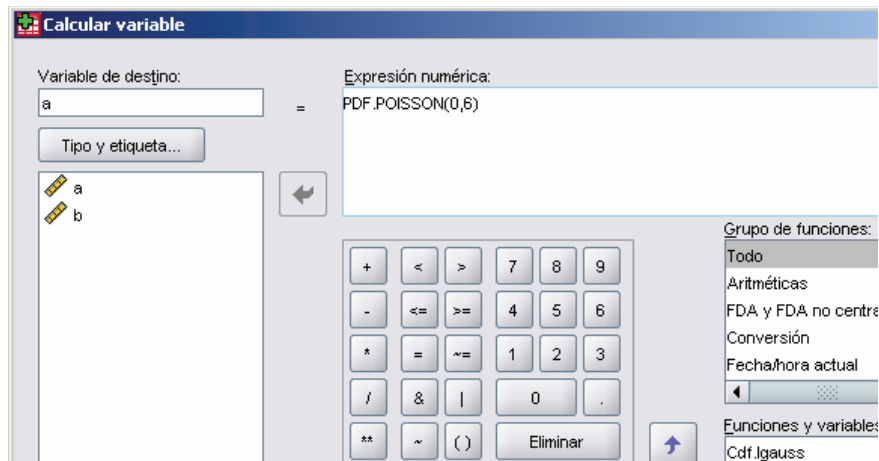 Calcular variable
Variable de destino:
a
=
Tipo y etiqueta...
a
b
Expresión numérica:
PDF.POISSON(0,6)
+ < > 7 8 9
- <= >= 4 5 6
* = ~= 1 2 3
/ & | 0 .
** ~ ( ) Eliminar
Grupo de funciones:
Todo
Aritméticas
FDA y FDA no centra
Conversión
Fecha/hora actual
Funciones y variables
Cdf.Igauss